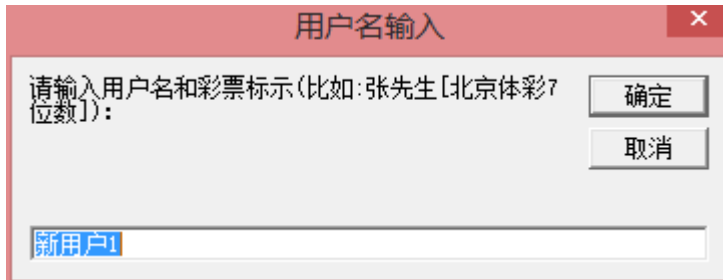 用户名输入
请输入用户名和彩票标示(比如:张先生[北京体彩7
位数]):
确定
取消
新用户1